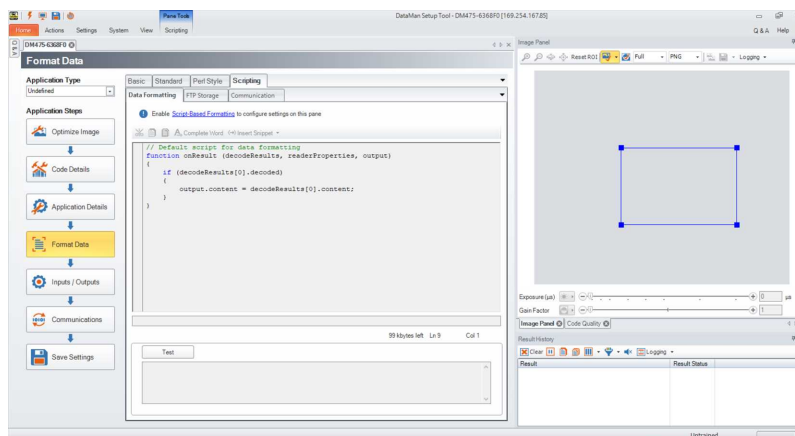 Pane Tools
DataMan Setup Tool - DM475-6368F0 [169.254.167.85]
Home Actions Settings System View Scripting
Q & A Help
DM475-6368F0
Format Data
Application Type
Undefined
Application Steps
Optimize Image
Code Details
Application Details
Format Data
Inputs / Outputs
Communications
Save Settings
Basic Standard Perl Style Scripting
Data Formatting FTP Storage Communication
Enable Script-Based Formatting to configure settings on this pane
Complete Word Insert Snippet
// Default script for data formatting
function onResult (decodeResults, readerProperties, output)
{
if (decodeResults[0].decoded)
{
output.content = decodeResults[0].content;
}
}
99 kbytes left Ln 9 Col 1
Test
Image Panel
Reset ROI Full PNG Logging
Exposure (µs) 0 µs
Gain Factor 1
Image Panel Code Quality
Result History
Clear Logging
Result Result Status
Untrained